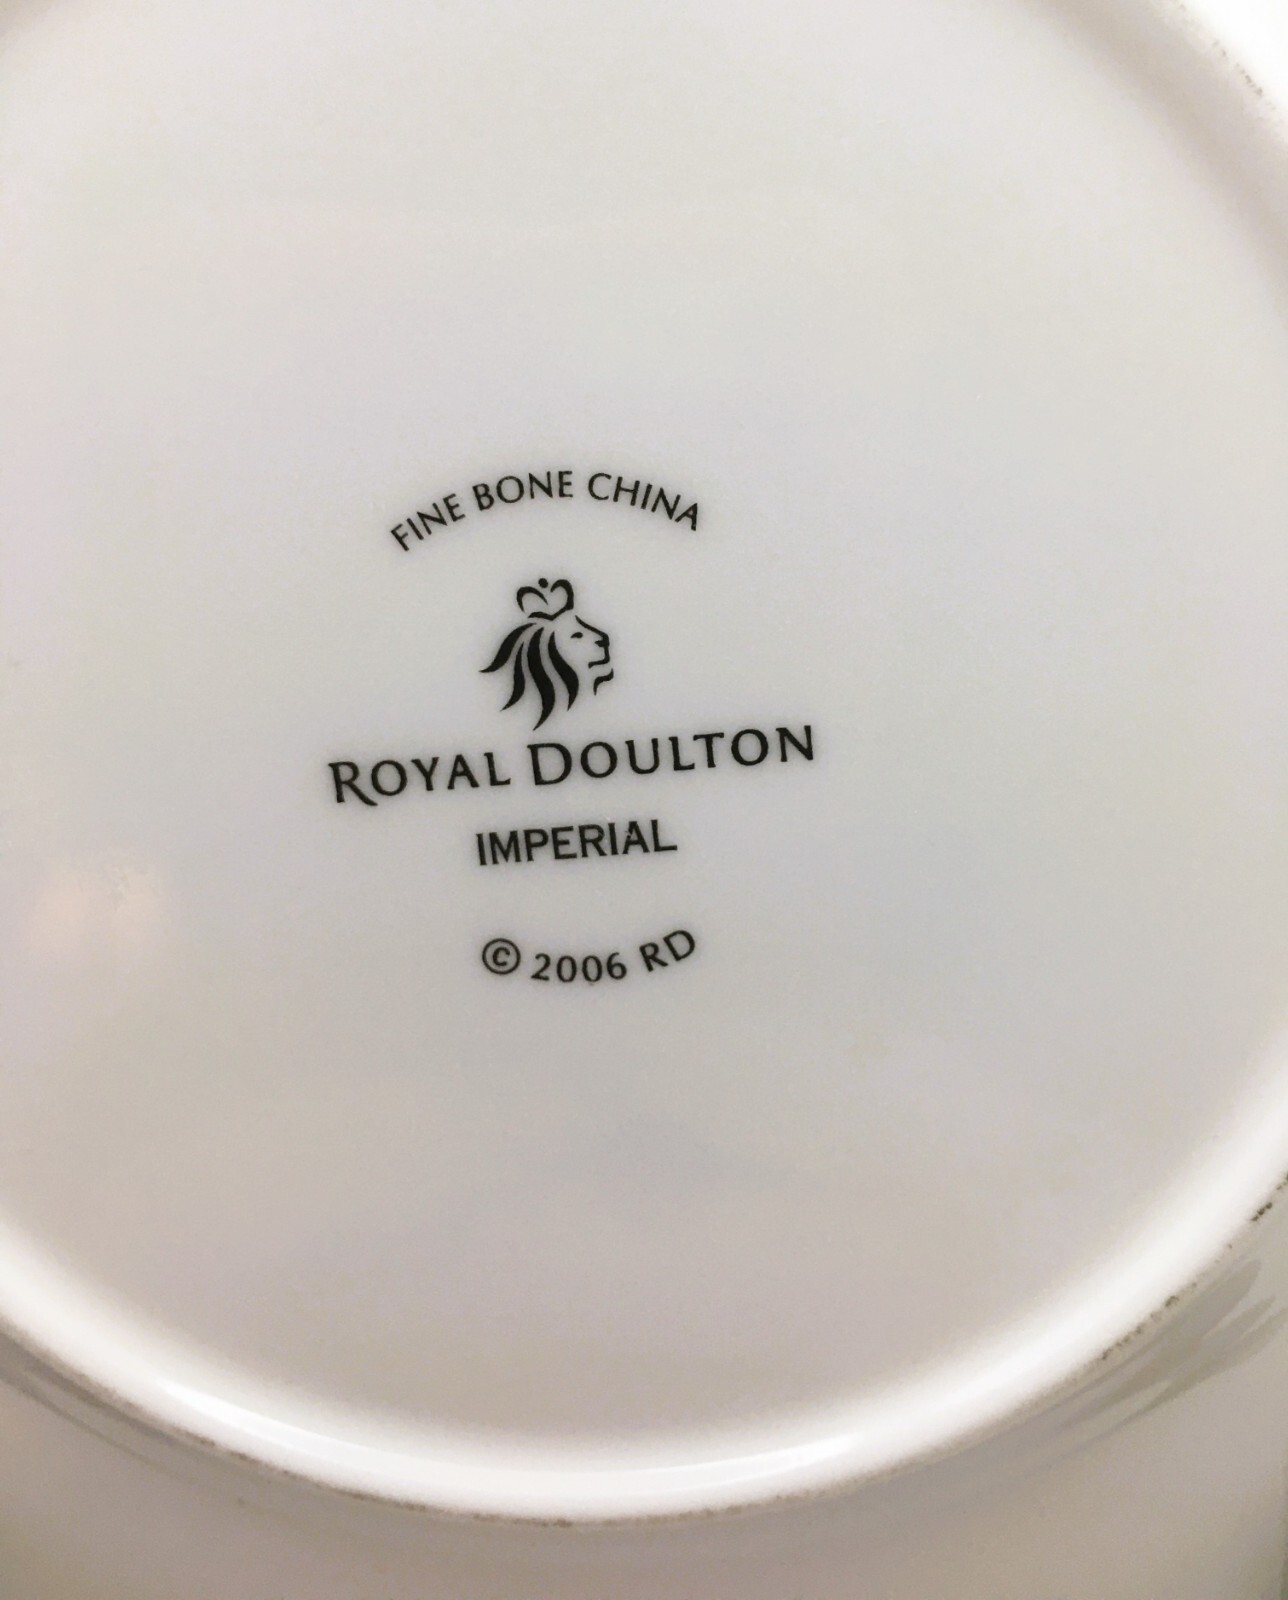 FINE BONE CHINA
ROYAL DOULTON
IMPERIAL
© 2006 RD